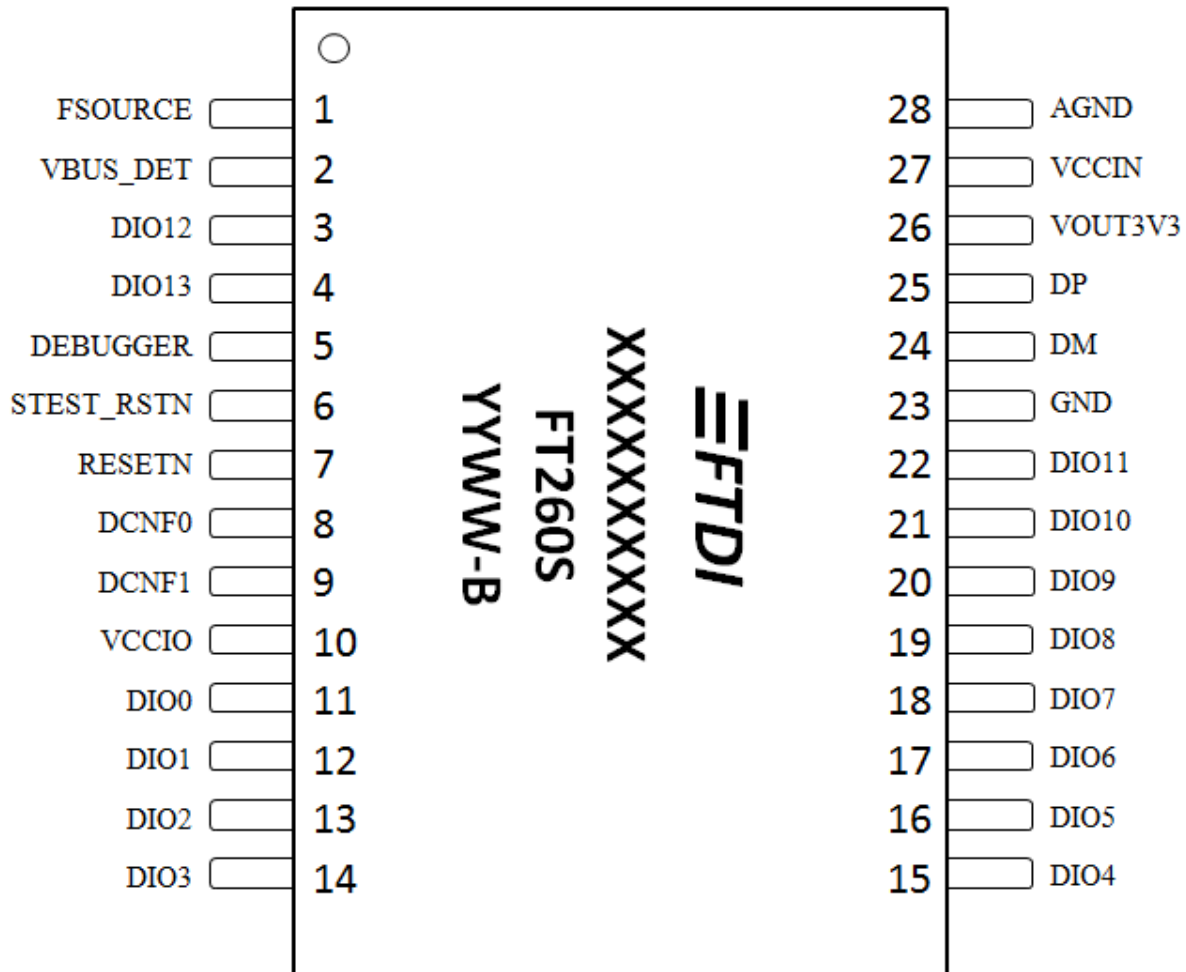 FSOURCE 1 28 AGND
VBUS_DET 2 27 VCCIN
DIO12 3 26 VOUT3V3
DIO13 4 25 DP
DEBUGGER 5 24 DM
STEST_RSTN 6 23 GND
RESETN 7 22 DIO11
DCNF0 8 21 DIO10
DCNF1 9 20 DIO9
VCCIO 10 19 DIO8
DIO0 11 18 DIO7
DIO1 12 17 DIO6
DIO2 13 16 DIO5
DIO3 14 15 DIO4
FTDI
XXXXXXXXXX
FT260S
YYWW-B